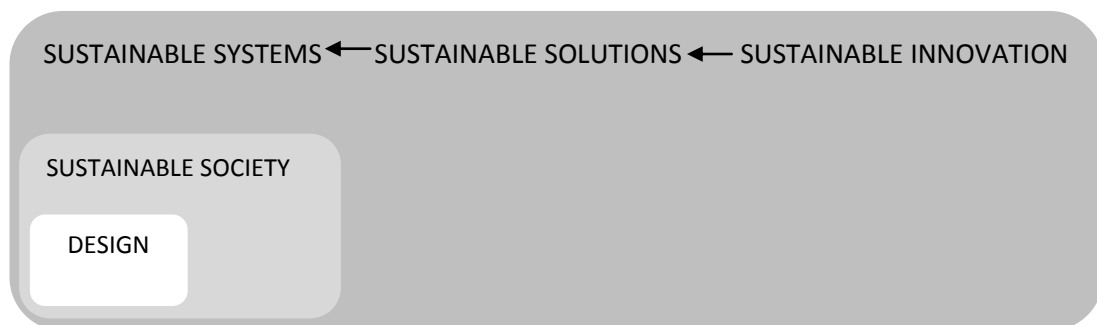 SUSTAINABLE SYSTEMS SUSTAINABLE SOLUTIONS SUSTAINABLE INNOVATION
SUSTAINABLE SOCIETY
DESIGN